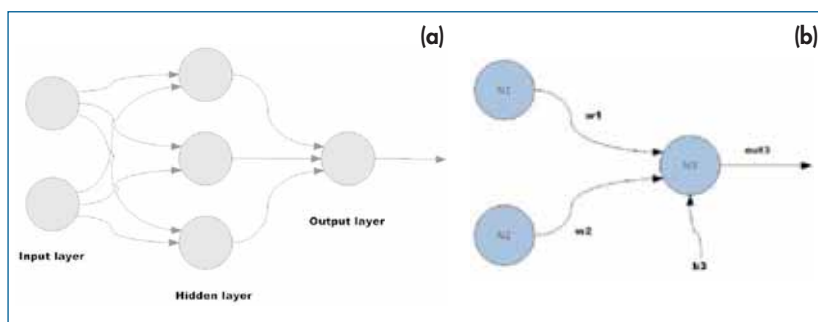 (a)
Input layer
Hidden layer
Output layer
(b)
N1
w1
N2
w2
N3
out3
b3